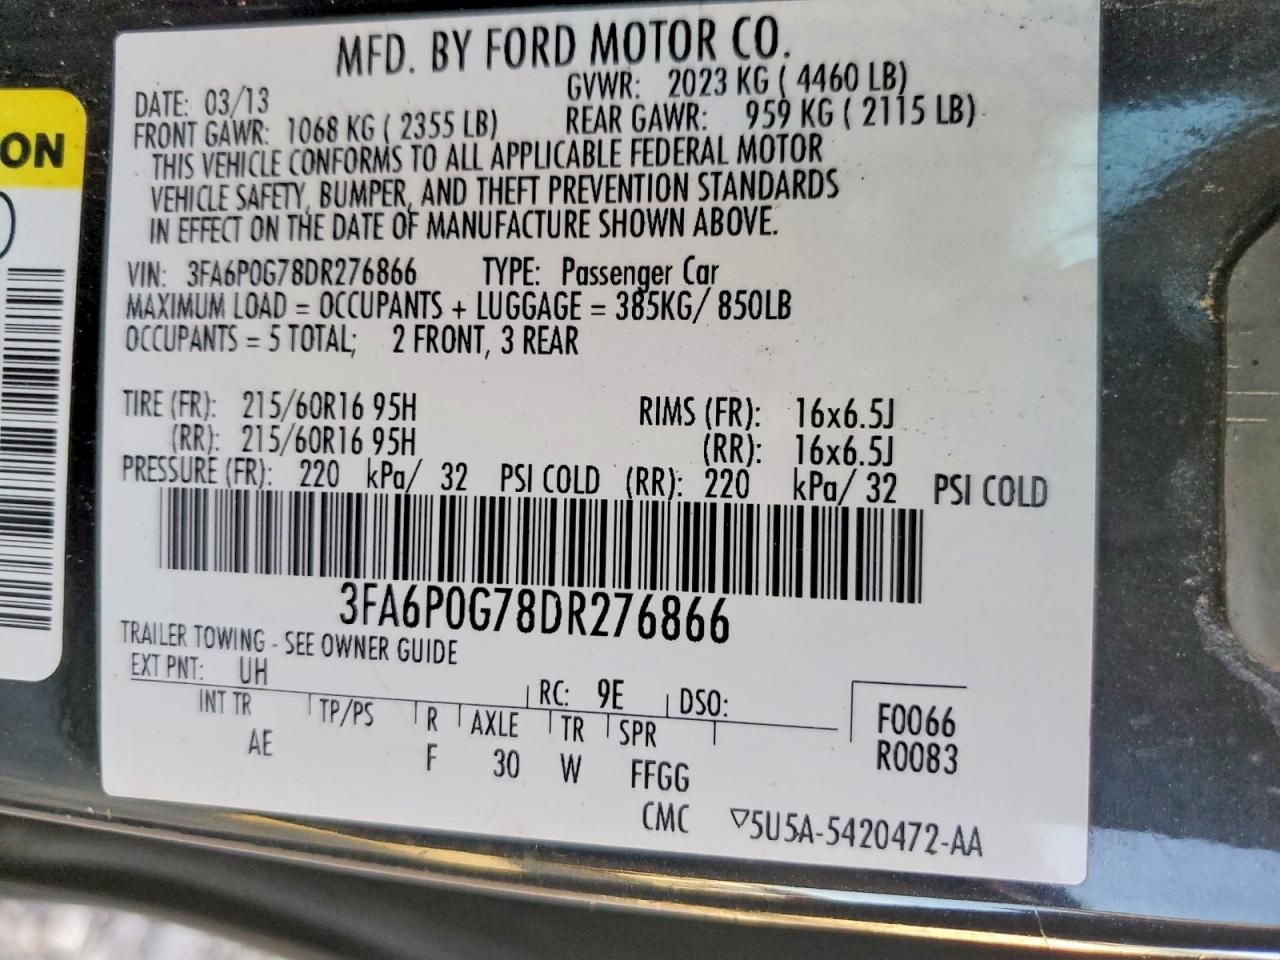 MFD. BY FORD MOTOR CO.
DATE: 03/13 GVWR: 2023 KG ( 4460 LB)
FRONT GAWR: 1068 KG ( 2355 LB) REAR GAWR: 959 KG ( 2115 LB)
THIS VEHICLE CONFORMS TO ALL APPLICABLE FEDERAL MOTOR
VEHICLE SAFETY, BUMPER, AND THEFT PREVENTION STANDARDS
IN EFFECT ON THE DATE OF MANUFACTURE SHOWN ABOVE.
VIN: 3FA6P0G78DR276866 TYPE: Passenger Car
MAXIMUM LOAD = OCCUPANTS + LUGGAGE = 385KG/ 850LB
OCCUPANTS = 5 TOTAL; 2 FRONT, 3 REAR
TIRE (FR): 215/60R16 95H RIMS (FR): 16x6.5J
(RR): 215/60R16 95H (RR): 16x6.5J
PRESSURE (FR): 220 kPa/ 32 PSI COLD (RR): 220 kPa/ 32 PSI COLD
3FA6P0G78DR276866
TRAILER TOWING - SEE OWNER GUIDE
EXT PNT: UH RC: 9E DSO:
INT TR TP/PS R AXLE TR SPR
AE F 30 W FFGG
F0066
R0083
CMC ▽5U5A-5420472-AA
ON